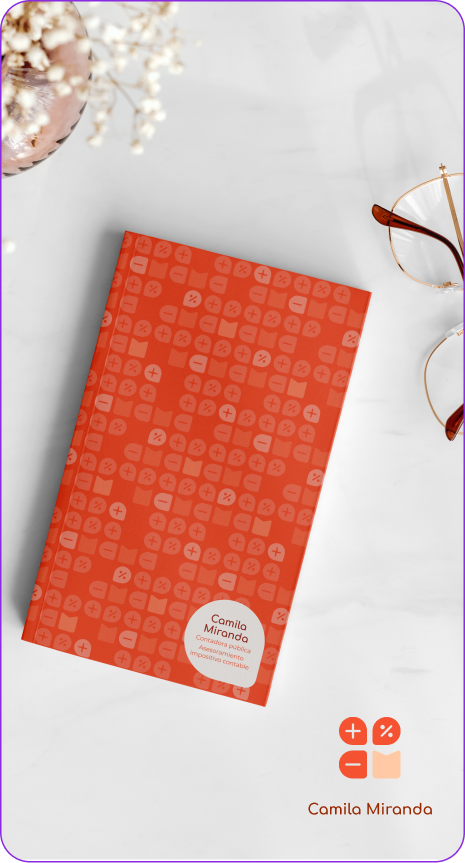 Camila
Miranda
Contadora pública
Asesoramiento
impositivo contable
Camila Miranda